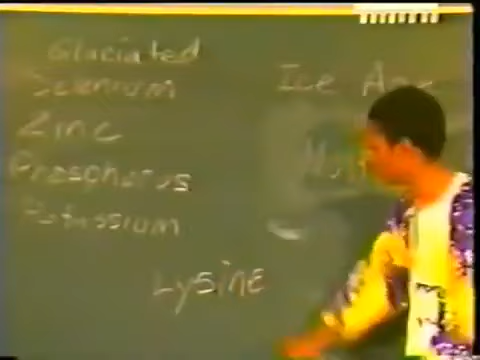 Glaciated
Selenium
Zinc
Phosphorus
Potassium
Lysine
Ice Age